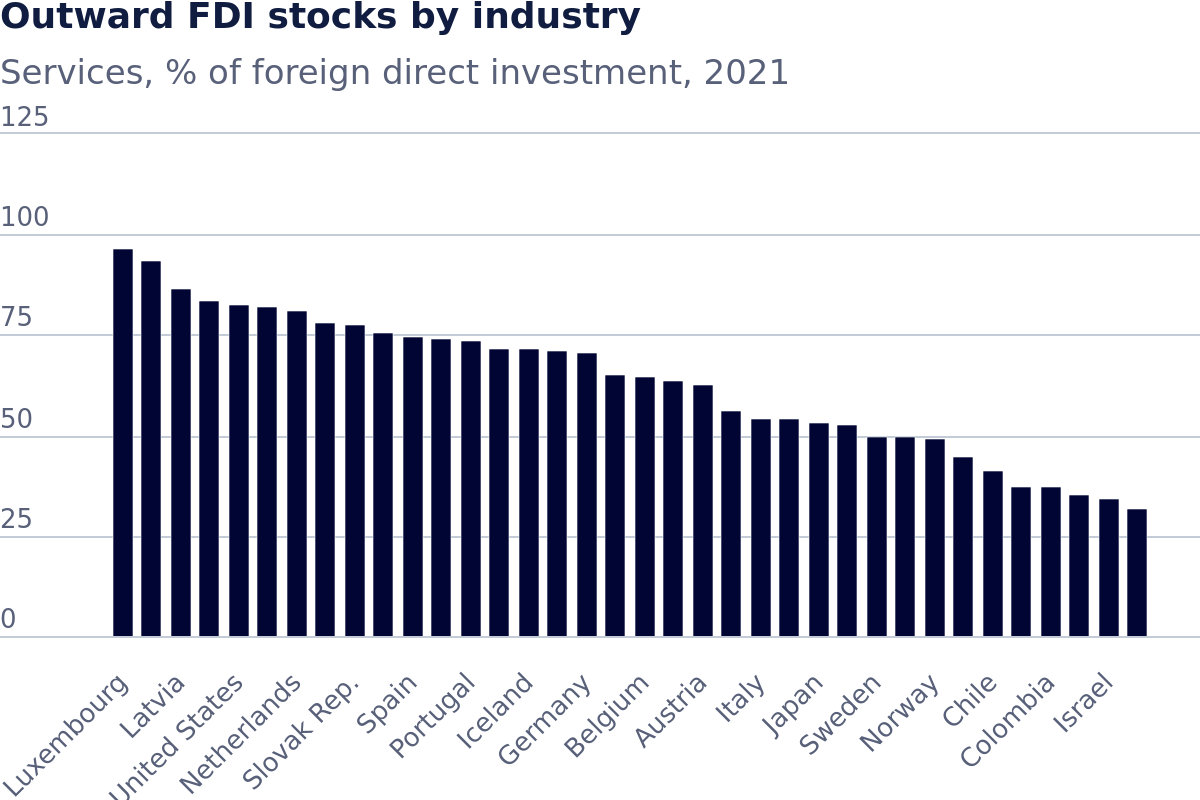 Outward FDI stocks by industry
Services, % of foreign direct investment, 2021
125
100
75
50
25
0
Luxembourg
Latvia
United States
Netherlands
Slovak Rep.
Spain
Portugal
Iceland
Germany
Belgium
Austria
Italy
Japan
Sweden
Norway
Chile
Colombia
Israel